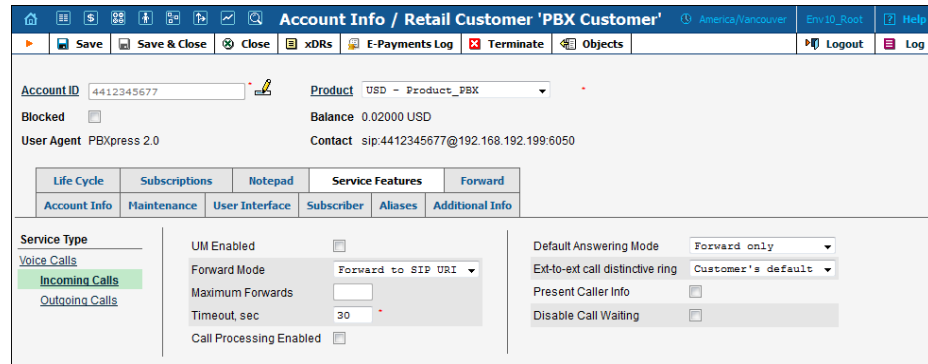 Account Info / Retail Customer 'PBX Customer' America/Vancouver Env10_Root Help
Save Save & Close Close xDRs E-Payments Log Terminate Objects Logout Log
Account ID 4412345677 * Product USD - Product_PBX *
Blocked Balance 0.02000 USD
User Agent PBXpress 2.0 Contact sip:4412345677@192.168.192.199:6050
Life Cycle Subscriptions Notepad Service Features Forward
Account Info Maintenance User Interface Subscriber Aliases Additional Info
Service Type UM Enabled Default Answering Mode Forward only
Voice Calls Forward Mode Forward to SIP URI Ext-to-ext call distinctive ring Customer's default
Incoming Calls Maximum Forwards Present Caller Info
Outgoing Calls Timeout, sec 30 * Disable Call Waiting
Call Processing Enabled